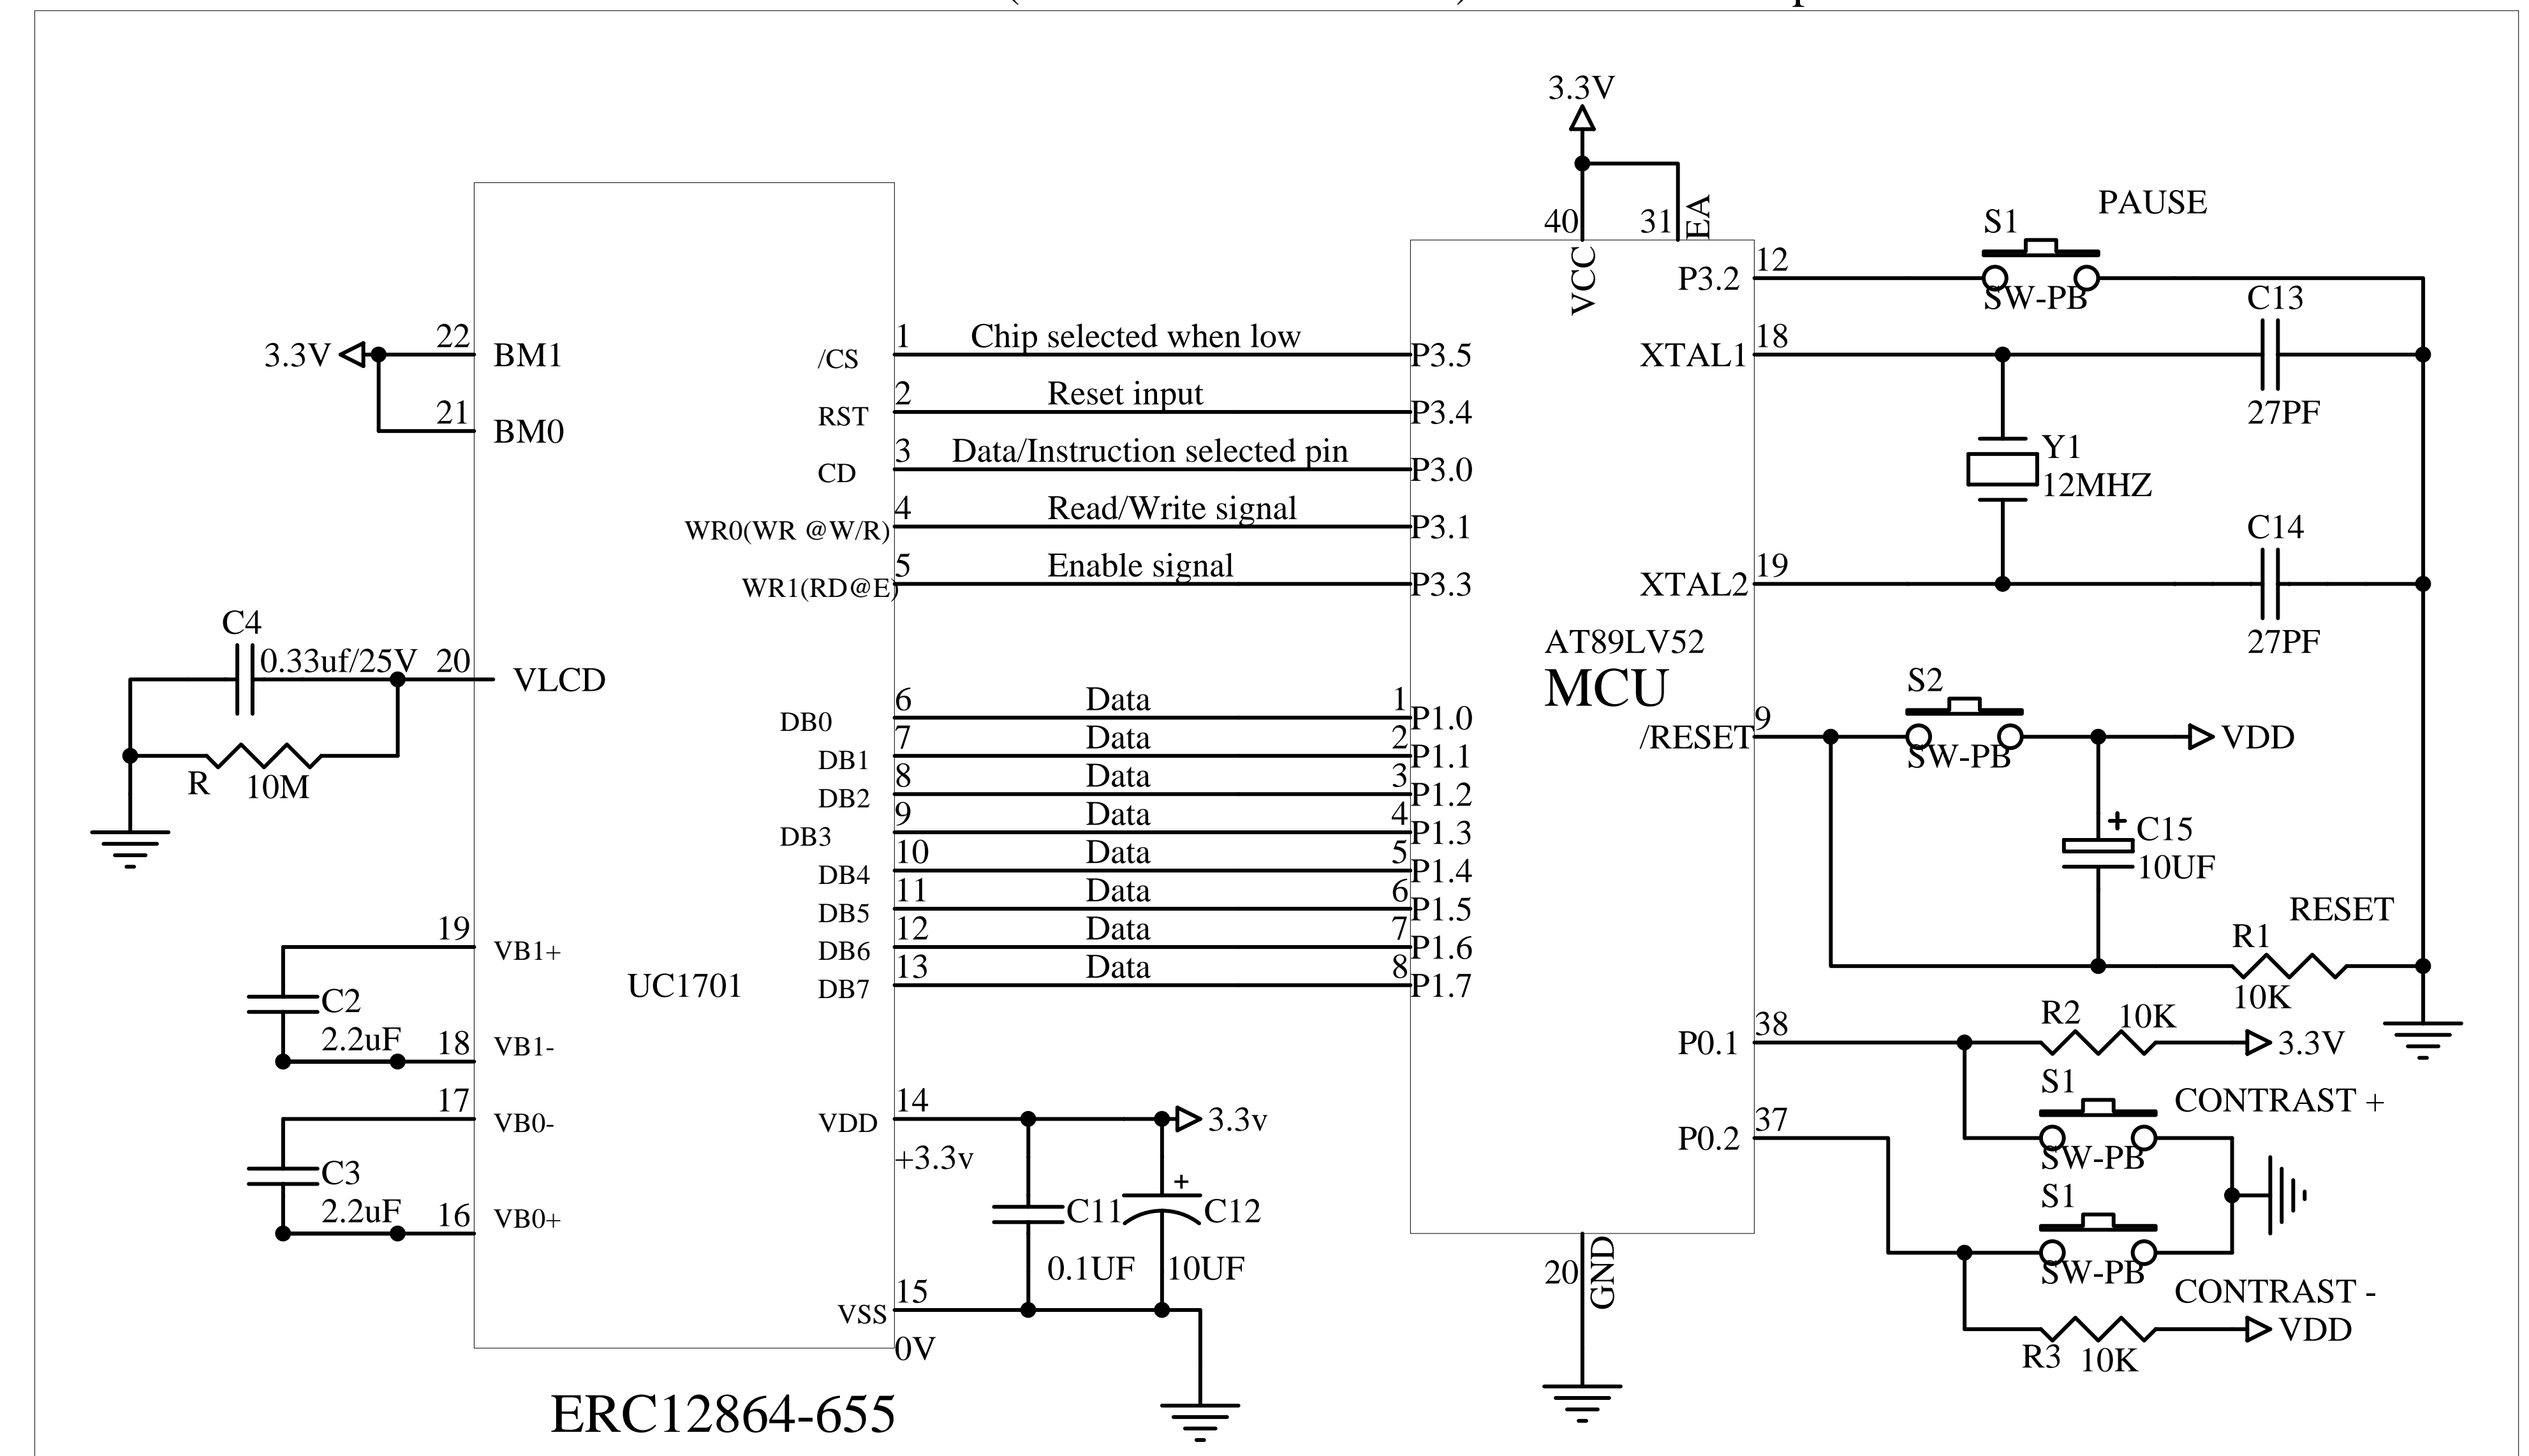 3.3V
40
31
EA
VCC
S1
PAUSE
SW-PB
P3.2
12
C13
27PF
XTAL1
18
Y1
12MHZ
C14
27PF
XTAL2
19
AT89LV52
MCU
S2
SW-PB
/RESET
9
VDD
+
C15
10UF
RESET
R1
10K
P0.1
38
R2
10K
3.3V
S1
CONTRAST +
SW-PB
P0.2
37
S1
SW-PB
CONTRAST -
R3
10K
VDD
20
GND
3.3V
22
BM1
21
BM0
/CS
1
Chip selected when low
P3.5
RST
2
Reset input
P3.4
CD
3
Data/Instruction selected pin
P3.0
WR0(WR @W/R)
4
Read/Write signal
P3.1
WR1(RD@E)
5
Enable signal
P3.3
C4
0.33uf/25V
20
VLCD
R
10M
DB0
6
Data
1
P1.0
DB1
7
Data
2
P1.1
DB2
8
Data
3
P1.2
DB3
9
Data
4
P1.3
DB4
10
Data
5
P1.4
DB5
11
Data
6
P1.5
DB6
12
Data
7
P1.6
DB7
13
Data
8
P1.7
UC1701
19
VB1+
C2
2.2uF
18
VB1-
17
VB0-
C3
2.2uF
16
VB0+
VDD
14
+3.3v
3.3v
C11
0.1UF
+
C12
10UF
VSS
15
0V
ERC12864-655